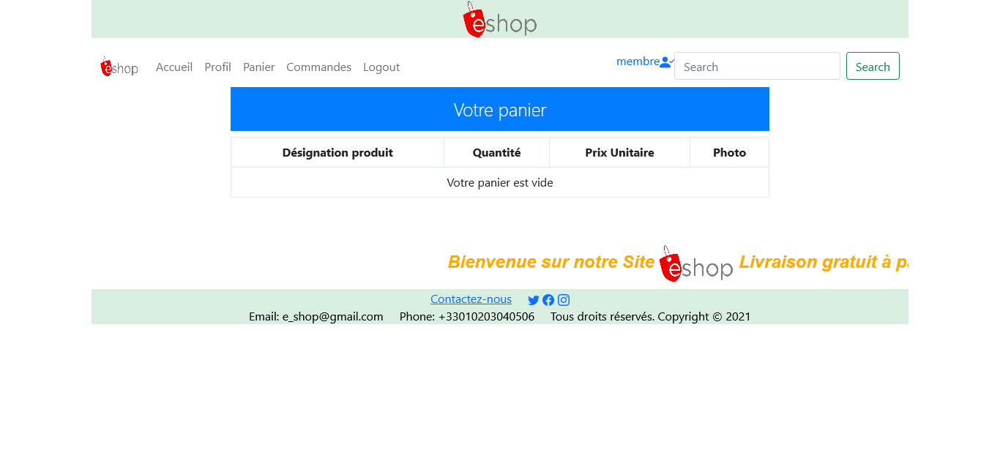 eshop
eshop Accueil Profil Panier Commandes Logout membre Search Search
Votre panier
Désignation produit Quantité Prix Unitaire Photo
Votre panier est vide
Bienvenue sur notre Site eshop Livraison gratuit à
Contactez-nous
Email: e_shop@gmail.com Phone: +33010203040506 Tous droits réservés. Copyright © 2021